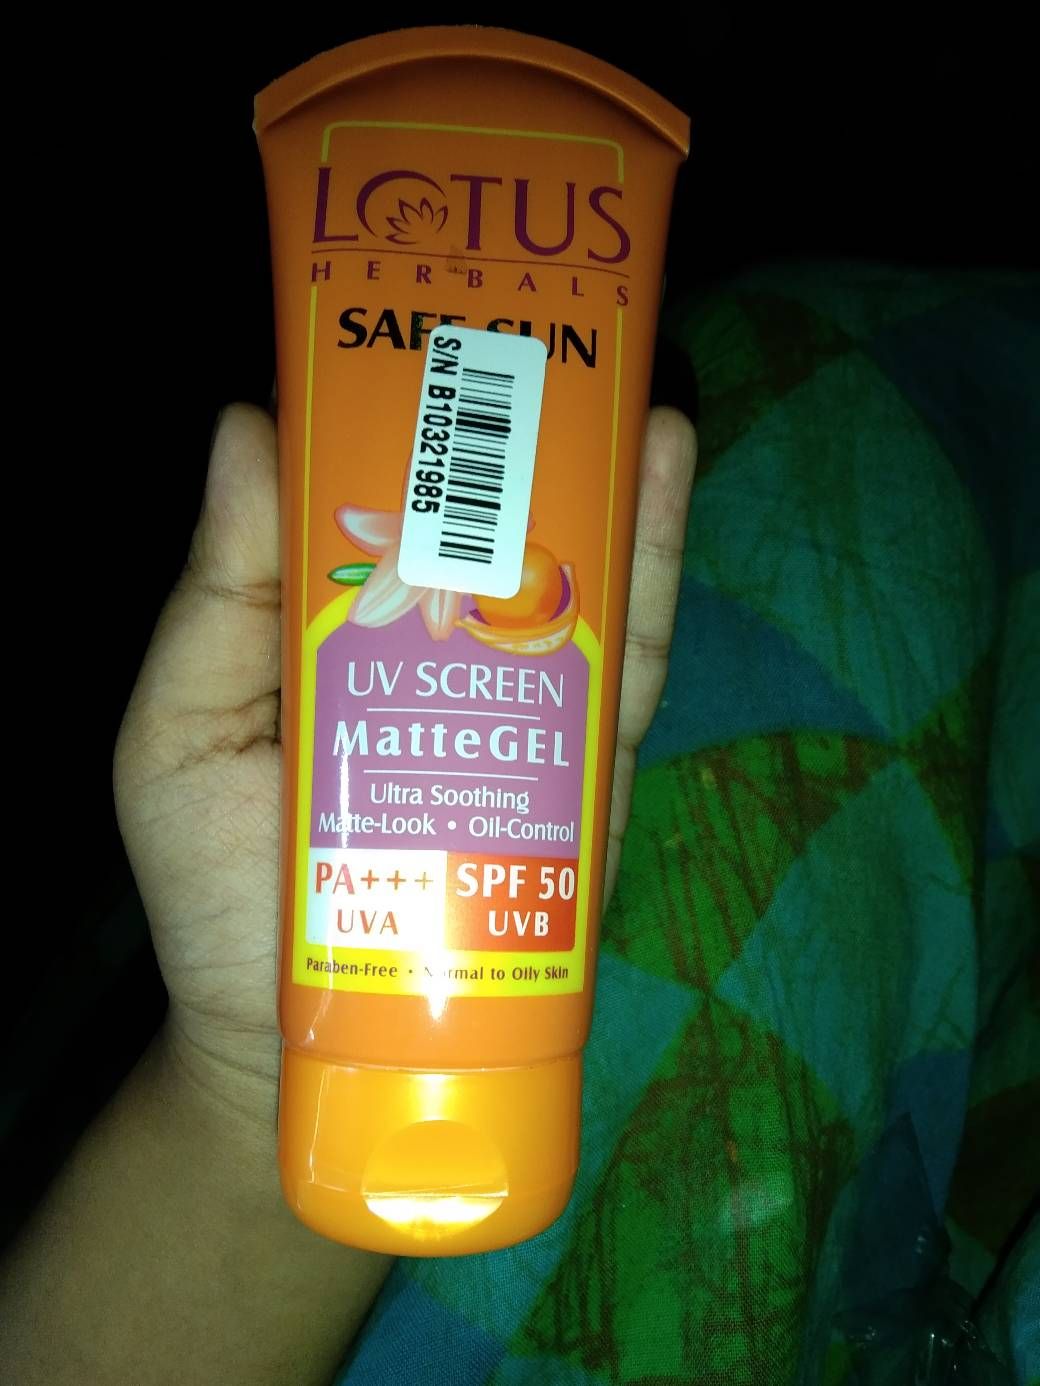 LOTUS
HERBALS
SAFE SUN
S/N B10321985
UV SCREEN
MatteGEL
Ultra Soothing
Matte-Look • Oil-Control
PA+++ SPF 50
UVA UVB
Paraben-Free • Normal to Oily Skin